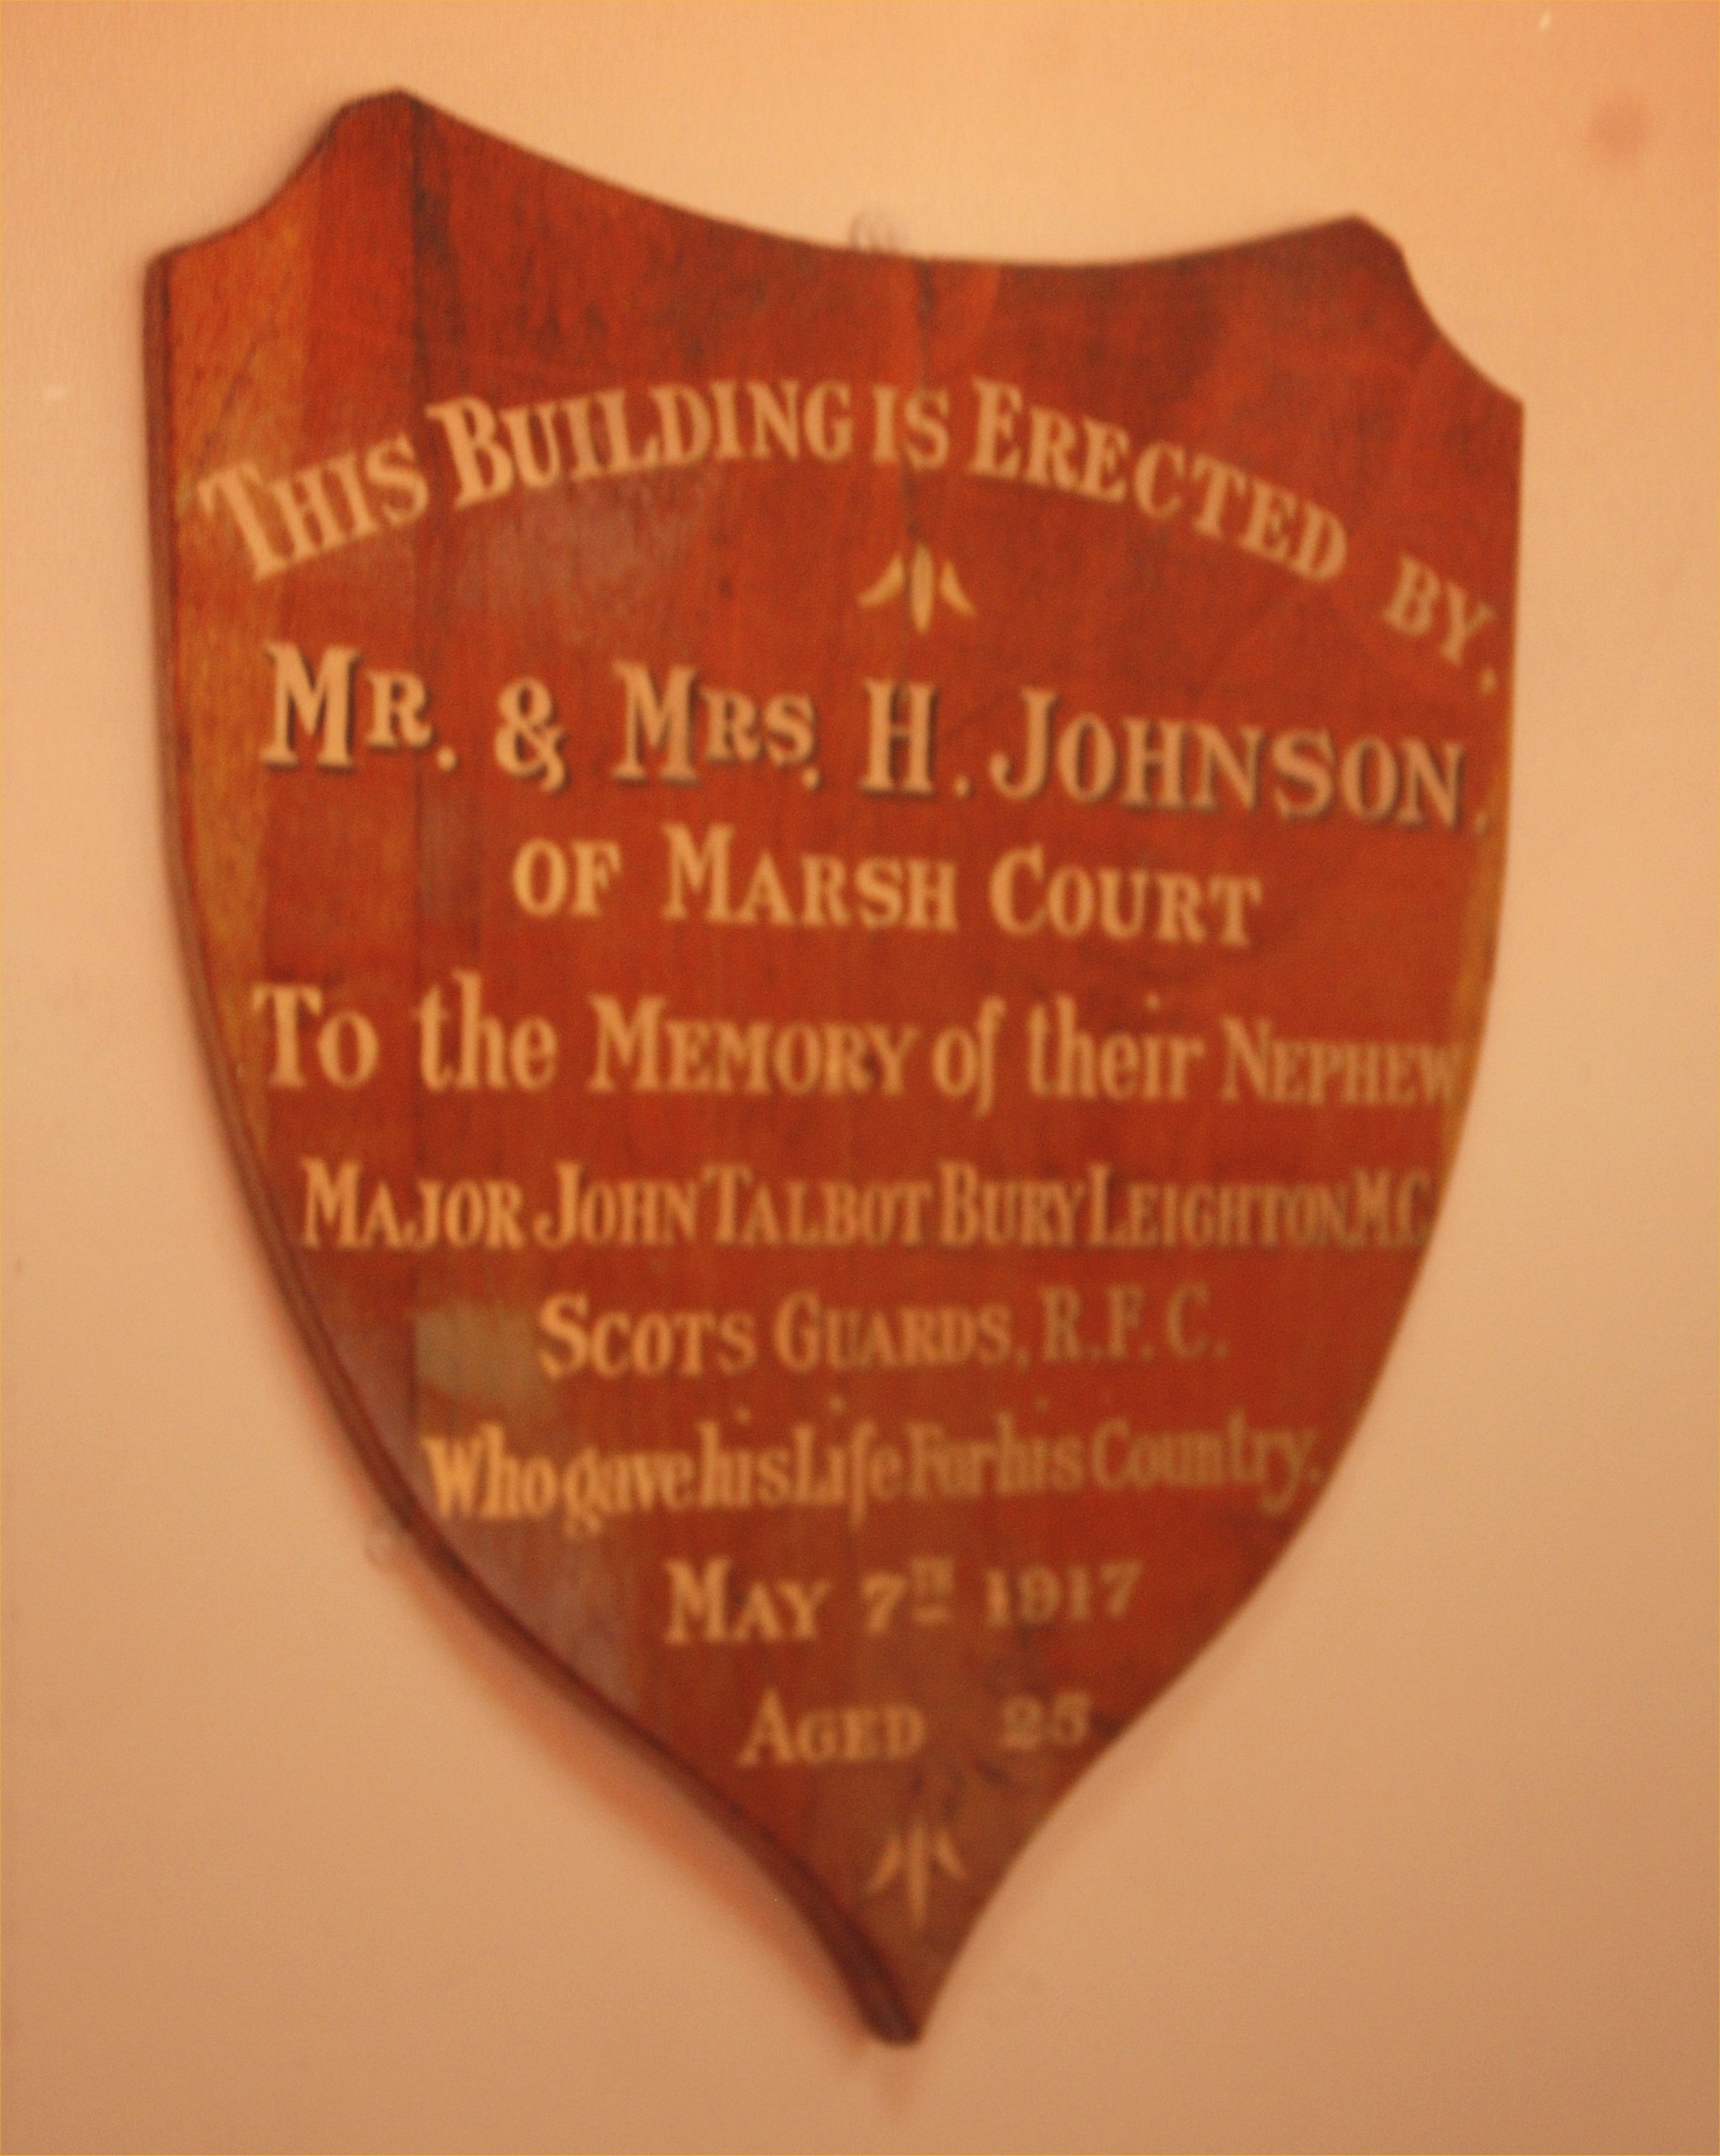 THIS BUILDING IS ERECTED BY.
MR. & MRS. H. JOHNSON.
OF MARSH COURT
To the MEMORY of their NEPHEW
MAJOR JOHN TALBOT BURY LEIGHTON M.C.
SCOTS GUARDS, R.F.C.
Who gave his Life For his Country.
MAY 7TH 1917
AGED 25